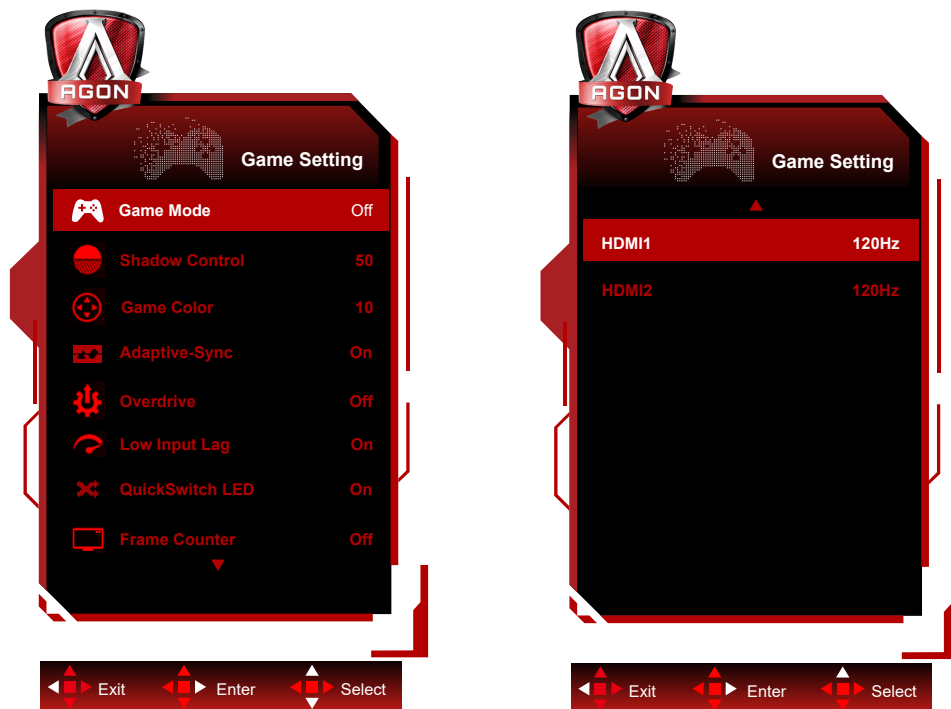 AGON
Game Setting
Game Mode Off
Shadow Control 50
Game Color 10
Adaptive-Sync On
Overdrive Off
Low Input Lag On
QuickSwitch LED On
Frame Counter Off
Exit Enter Select
AGON
Game Setting
HDMI1 120Hz
HDMI2 120Hz
Exit Enter Select